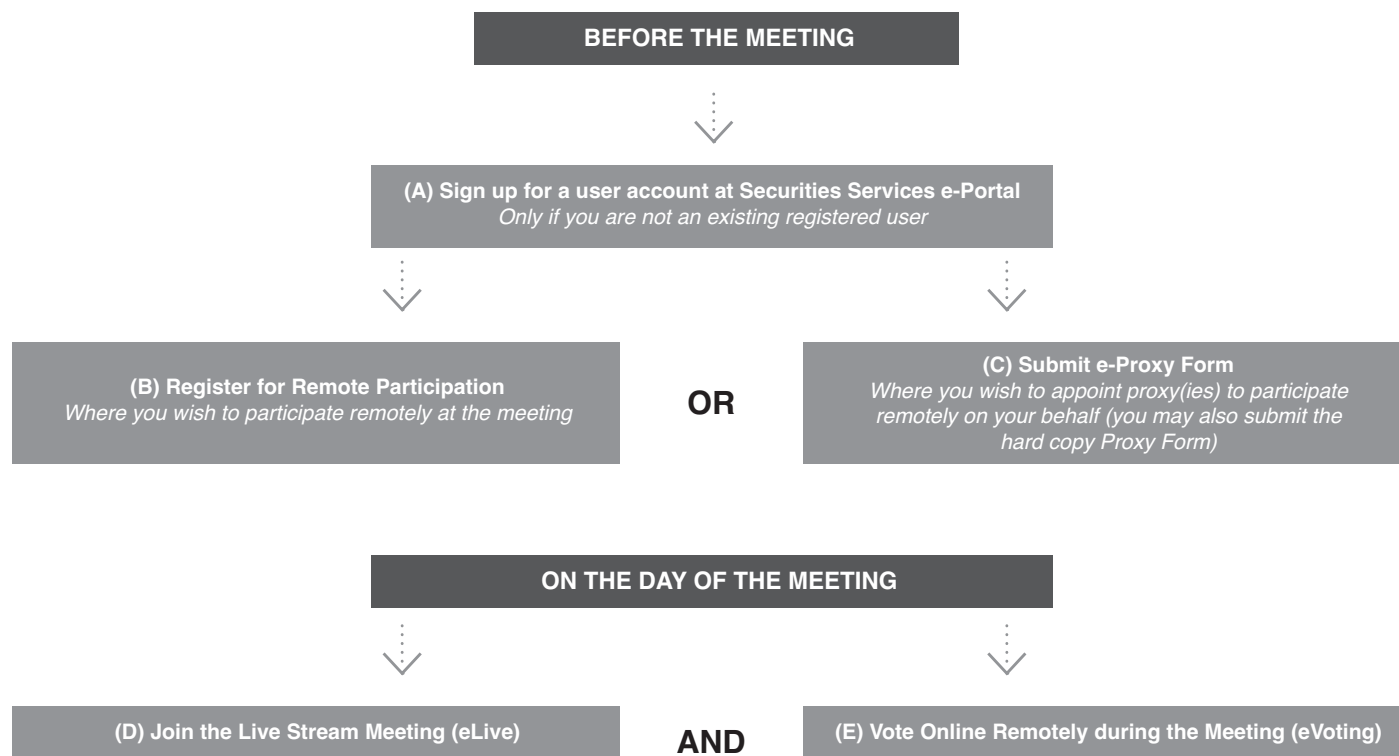 BEFORE THE MEETING
(A) Sign up for a user account at Securities Services e-Portal
Only if you are not an existing registered user
(B) Register for Remote Participation
Where you wish to participate remotely at the meeting
OR
(C) Submit e-Proxy Form
Where you wish to appoint proxy(ies) to participate
remotely on your behalf (you may also submit the
hard copy Proxy Form)
ON THE DAY OF THE MEETING
(D) Join the Live Stream Meeting (eLive)
AND
(E) Vote Online Remotely during the Meeting (eVoting)